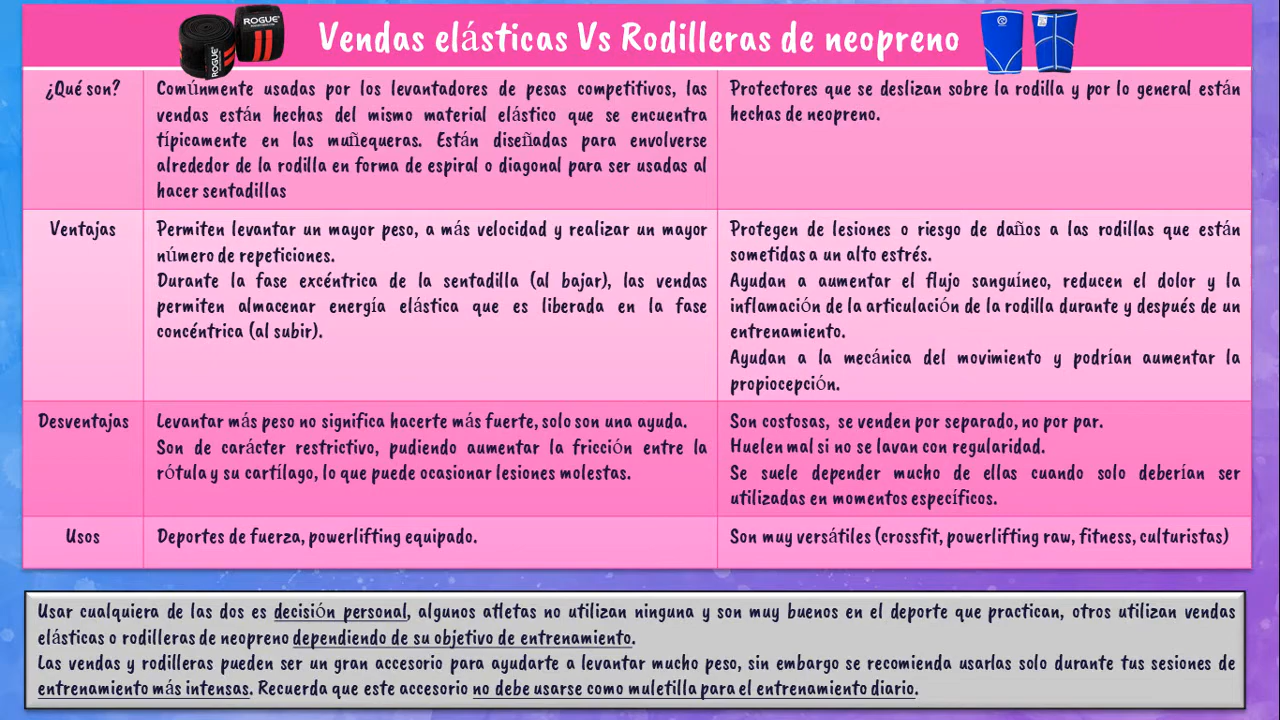 ROGUE
ROGUE
Vendas elásticas Vs Rodilleras de neopreno
¿Qué son?
Comúnmente usadas por los levantadores de pesas competitivos, las
vendas están hechas del mismo material elástico que se encuentra
típicamente en las muñequeras. Están diseñadas para envolverse
alrededor de la rodilla en forma de espiral o diagonal para ser usadas al
hacer sentadillas
Protectores que se deslizan sobre la rodilla y por lo general están
hechas de neopreno.
Ventajas
Permiten levantar un mayor peso, a más velocidad y realizar un mayor
número de repeticiones.
Durante la fase excéntrica de la sentadilla (al bajar), las vendas
permiten almacenar energía elástica que es liberada en la fase
concéntrica (al subir).
Protegen de lesiones o riesgo de daños a las rodillas que están
sometidas a un alto estrés.
Ayudan a aumentar el flujo sanguíneo, reducen el dolor y la
inflamación de la articulación de la rodilla durante y después de un
entrenamiento.
Ayudan a la mecánica del movimiento y podrían aumentar la
propiocepción.
Desventajas
Levantar más peso no significa hacerte más fuerte, solo son una ayuda.
Son de carácter restrictivo, pudiendo aumentar la fricción entre la
rótula y su cartílago, lo que puede ocasionar lesiones molestas.
Son costosas, se venden por separado, no por par.
Huelen mal si no se lavan con regularidad.
Se suele depender mucho de ellas cuando solo deberían ser
utilizadas en momentos específicos.
Usos
Deportes de fuerza, powerlifting equipado.
Son muy versátiles (crossfit, powerlifting raw, fitness, culturistas)
Usar cualquiera de las dos es decisión personal, algunos atletas no utilizan ninguna y son muy buenos en el deporte que practican, otros utilizan vendas
elásticas o rodilleras de neopreno dependiendo de su objetivo de entrenamiento.
Las vendas y rodilleras pueden ser un gran accesorio para ayudarte a levantar mucho peso, sin embargo se recomienda usarlas solo durante tus sesiones de
entrenamiento más intensas. Recuerda que este accesorio no debe usarse como muletilla para el entrenamiento diario.